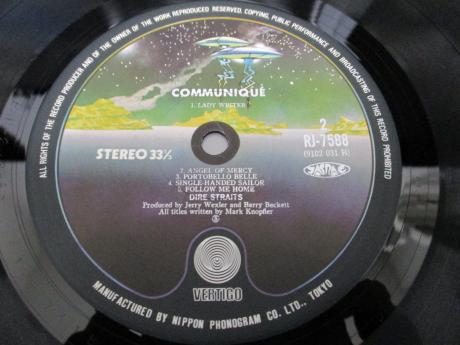 ALL RIGHTS OF THE RECORD PRODUCER AND OF THE OWNER OF THE WORK REPRODUCED RESERVED. COPYING, PUBLIC PERFORMANCE AND BROADCASTING OF THIS RECORD PROHIBITED.
COMMUNIQUÉ
1. LADY WRITER
STEREO 33⅓
2
RJ-7588
(9102 031 H)
2. ANGEL OF MERCY
3. PORTOBELLO BELLE
4. SINGLE-HANDED SAILOR
5. FOLLOW ME HOME
DIRE STRAITS
Produced by Jerry Wexler and Barry Beckett
All titles written by Mark Knopfler
VERTIGO
MANUFACTURED BY NIPPON PHONOGRAM CO. LTD., TOKYO